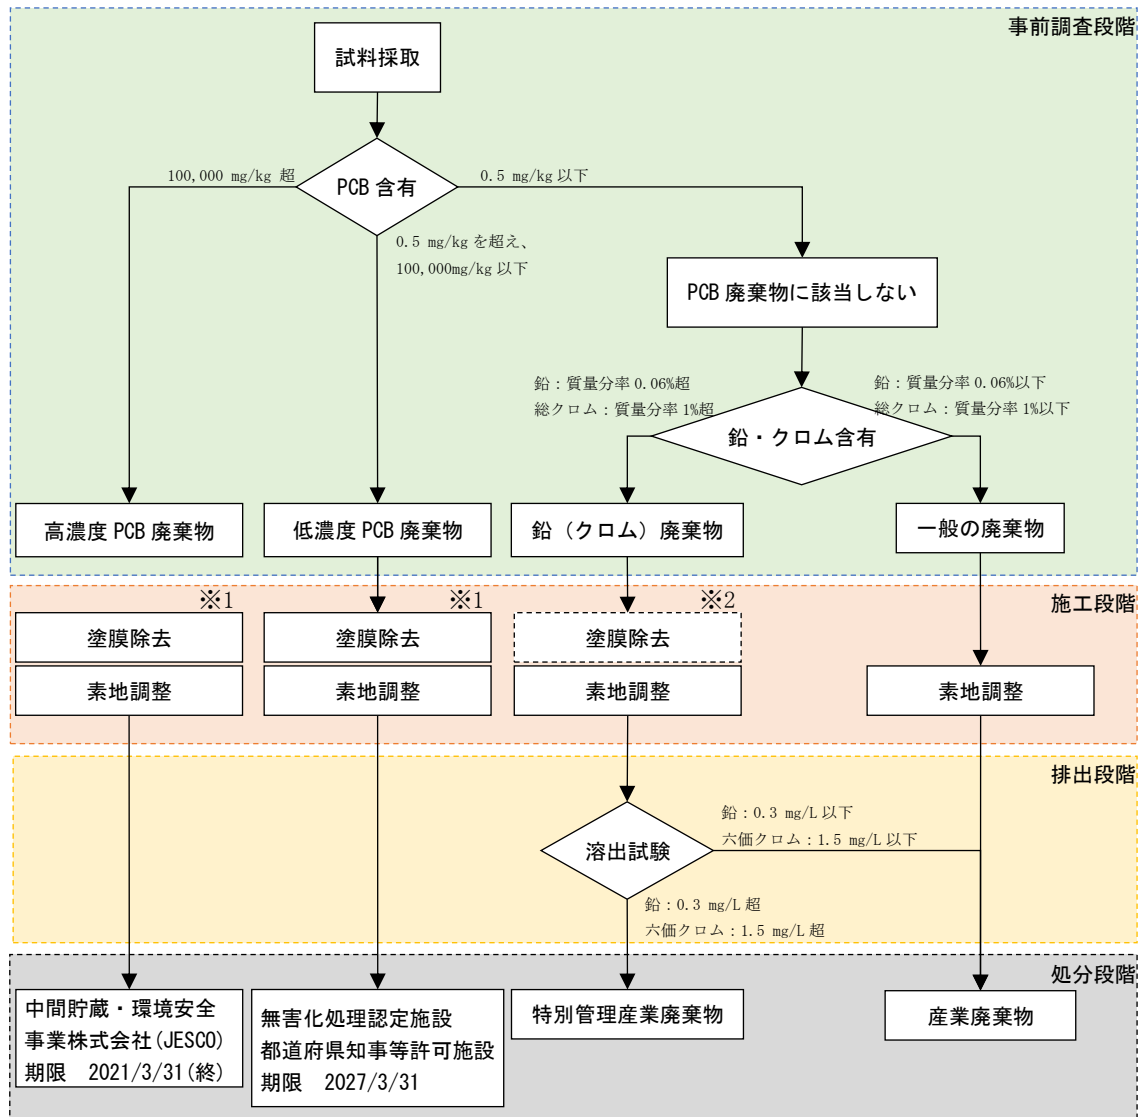 事前調査段階
試料採取
PCB 含有
100,000 mg/kg 超
0.5 mg/kg 以下
0.5 mg/kg を超え、
100,000mg/kg 以下
PCB 廃棄物に該当しない
鉛：質量分率 0.06%超
総クロム：質量分率 1%超
鉛：質量分率 0.06%以下
総クロム：質量分率 1%以下
鉛・クロム含有
高濃度 PCB 廃棄物
低濃度 PCB 廃棄物
鉛（クロム）廃棄物
一般の廃棄物
施工段階
※1
※1
※2
塗膜除去
塗膜除去
塗膜除去
素地調整
素地調整
素地調整
素地調整
排出段階
鉛：0.3 mg/L 以下
六価クロム：1.5 mg/L 以下
溶出試験
鉛：0.3 mg/L 超
六価クロム：1.5 mg/L 超
処分段階
中間貯蔵・環境安全
事業株式会社(JESCO)
期限　2021/3/31(終)
無害化処理認定施設
都道府県知事等許可施設
期限　2027/3/31
特別管理産業廃棄物
産業廃棄物